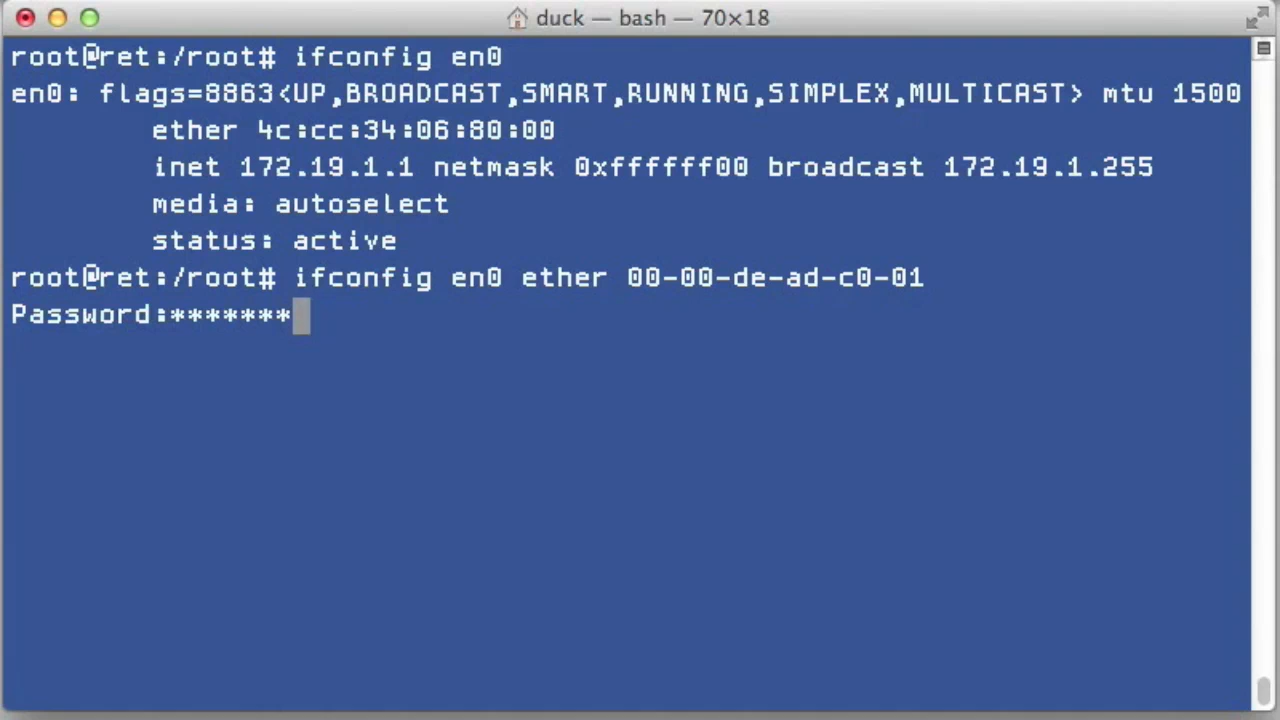 duck — bash — 70×18
root@ret:/root# ifconfig en0
en0: flags=8863<UP,BROADCAST,SMART,RUNNING,SIMPLEX,MULTICAST> mtu 1500
ether 4c:cc:34:06:80:00
inet 172.19.1.1 netmask 0xffffff00 broadcast 172.19.1.255
media: autoselect
status: active
root@ret:/root# ifconfig en0 ether 00-00-de-ad-c0-01
Password:*******